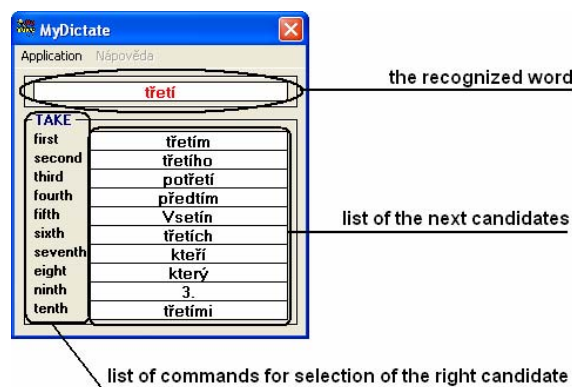 MyDictate
Application Nápověda
the recognized word
třetí
TAKE
first třetím
second třetího
third potřetí
fourth předtím
fifth Vsetín
list of the next candidates
sixth třetích
seventh kteří
eight který
ninth 3.
tenth třetími
list of commands for selection of the right candidate